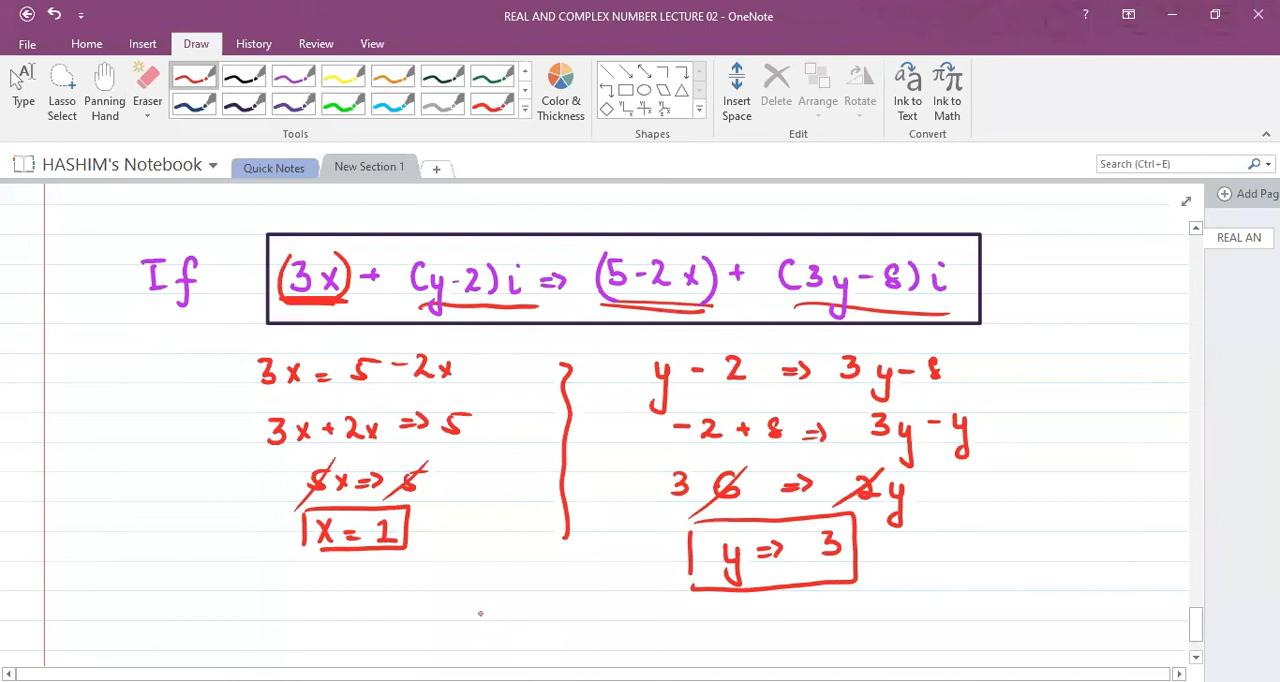 REAL AND COMPLEX NUMBER LECTURE 02 - OneNote
?
File Home Insert Draw History Review View
Type
Lasso Select
Panning Hand
Eraser
Color & Thickness
Insert Space
Delete
Arrange
Rotate
Ink to Text
Ink to Math
Tools
Shapes
Edit
Convert
HASHIM's Notebook
Quick Notes
New Section 1
+
Search (Ctrl+E)
Add Pag
REAL AN
If (3x) + (y-2)i => (5-2x) + (3y-8)i
3x = 5-2x
3x+2x => 5
5x => 5
x = 1
y - 2 => 3y-8
-2 + 8 => 3y-y
3 6 => 2y
y => 3